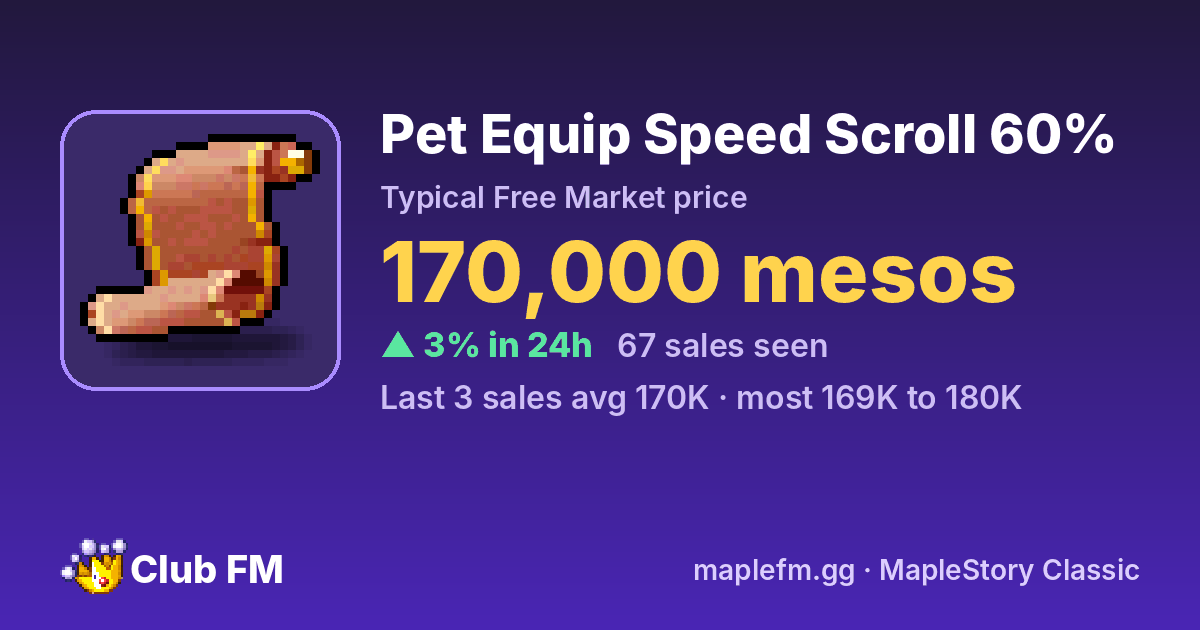 Pet Equip Speed Scroll 60%
Typical Free Market price
170,000 mesos
▲ 3% in 24h 67 sales seen
Last 3 sales avg 170K · most 169K to 180K
Club FM
maplefm.gg · MapleStory Classic